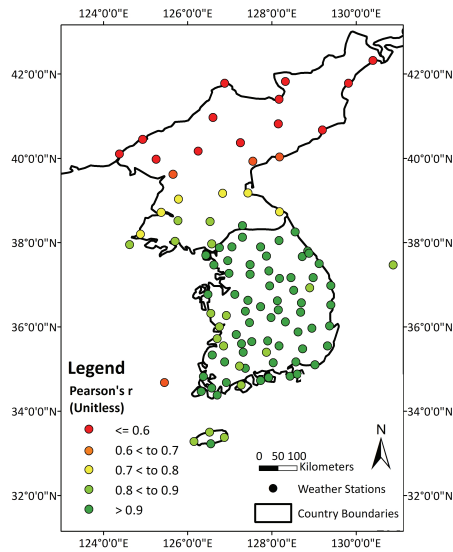 124°0'0"E 126°0'0"E 128°0'0"E 130°0'0"E
42°0'0"N 42°0'0"N
40°0'0"N 40°0'0"N
38°0'0"N 38°0'0"N
36°0'0"N 36°0'0"N
34°0'0"N 34°0'0"N
32°0'0"N 32°0'0"N
Legend
Pearson's r
(Unitless)
<= 0.6
0.6 < to 0.7
0.7 < to 0.8
0.8 < to 0.9
> 0.9
N
0 50 100
Kilometers
Weather Stations
Country Boundaries
124°0'0"E 126°0'0"E 128°0'0"E 130°0'0"E